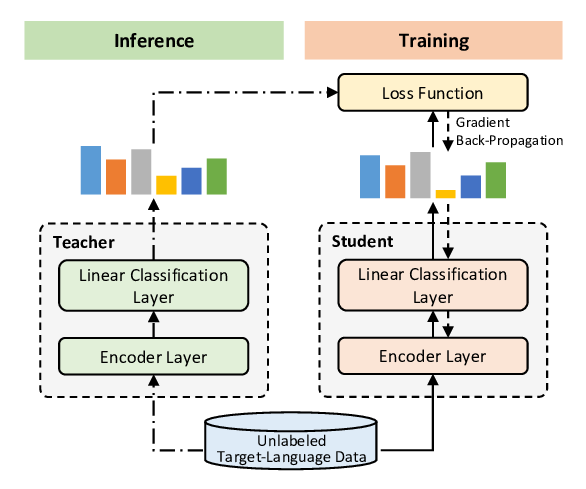 Inference
Training
Loss Function
Gradient
Back-Propagation
Teacher
Linear Classification
Layer
Encoder Layer
Student
Linear Classification
Layer
Encoder Layer
Unlabeled
Target-Language Data